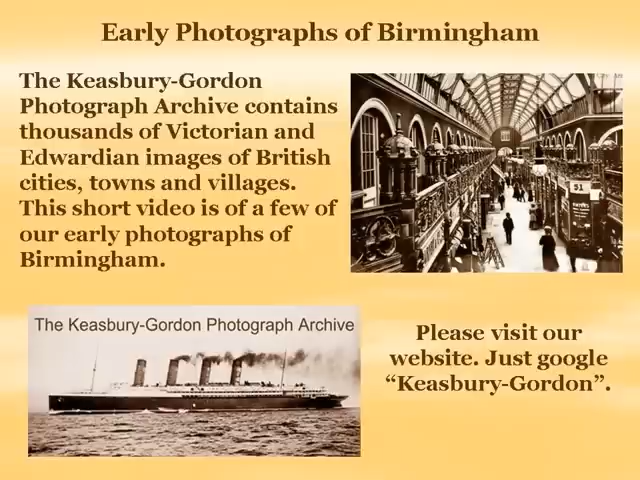 Early Photographs of Birmingham
The Keasbury-Gordon
Photograph Archive contains
thousands of Victorian and
Edwardian images of British
cities, towns and villages.
This short video is of a few of
our early photographs of
Birmingham.
51
The Keasbury-Gordon Photograph Archive
Please visit our
website. Just google
“Keasbury-Gordon”.